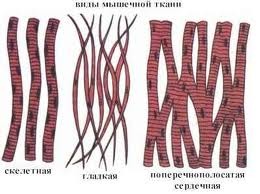 виды мышечной ткани
скелетная
гладкая
поперечнополосатая
сердечная